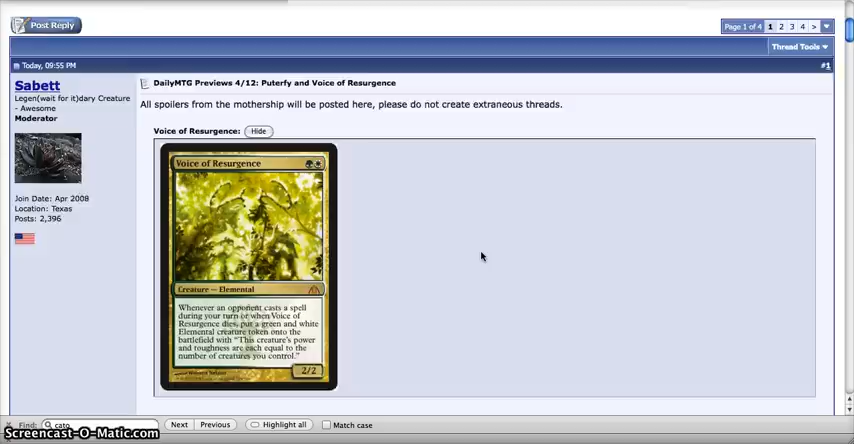 Post Reply
Page 1 of 4 1 2 3 4 >
Thread Tools
Today, 09:55 PM #1
Sabett
Legen(wait for it)dary Creature
- Awesome
Moderator
Join Date: Apr 2008
Location: Texas
Posts: 2,396
DailyMTG Previews 4/12: Puterfy and Voice of Resurgence
All spoilers from the mothership will be posted here, please do not create extraneous threads.
Voice of Resurgence: Hide
Voice of Resurgence
Creature — Elemental
Whenever an opponent casts a spell
during your turn or when Voice of
Resurgence dies, put a green and white
Elemental creature token onto the
battlefield with "This creature's power
and toughness are each equal to the
number of creatures you control."
2/2
Find: cato Next Previous Highlight all Match case
Screencast-O-Matic.com